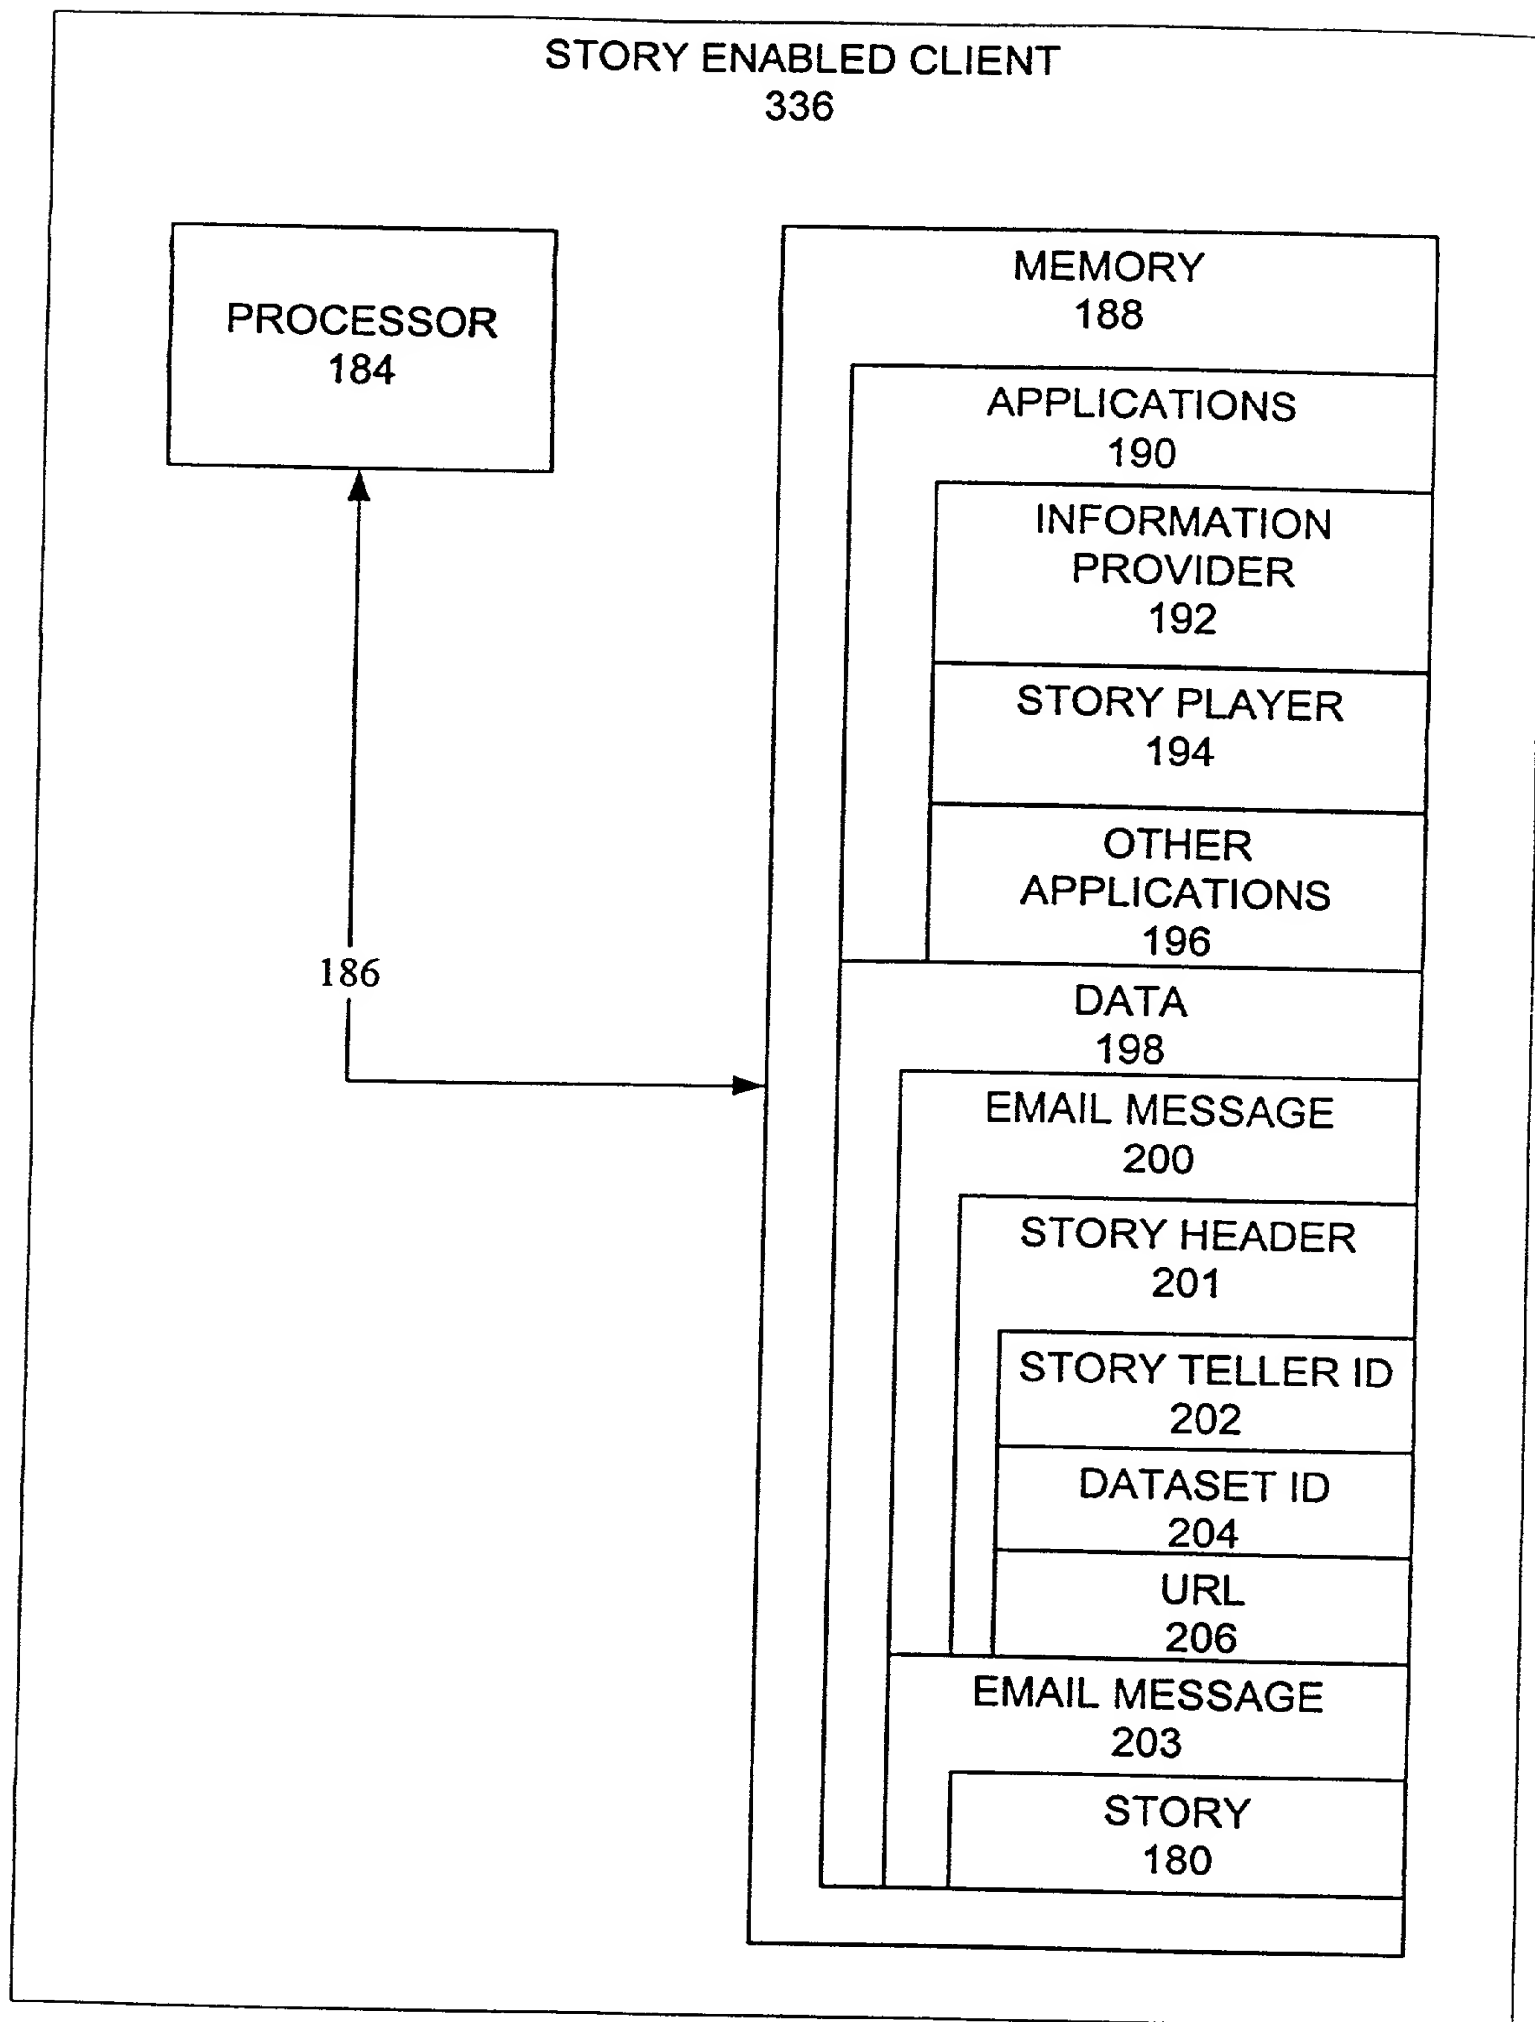 STORY ENABLED CLIENT
336
PROCESSOR
184
186
MEMORY
188
APPLICATIONS
190
INFORMATION
PROVIDER
192
STORY PLAYER
194
OTHER
APPLICATIONS
196
DATA
198
EMAIL MESSAGE
200
STORY HEADER
201
STORY TELLER ID
202
DATASET ID
204
URL
206
EMAIL MESSAGE
203
STORY
180